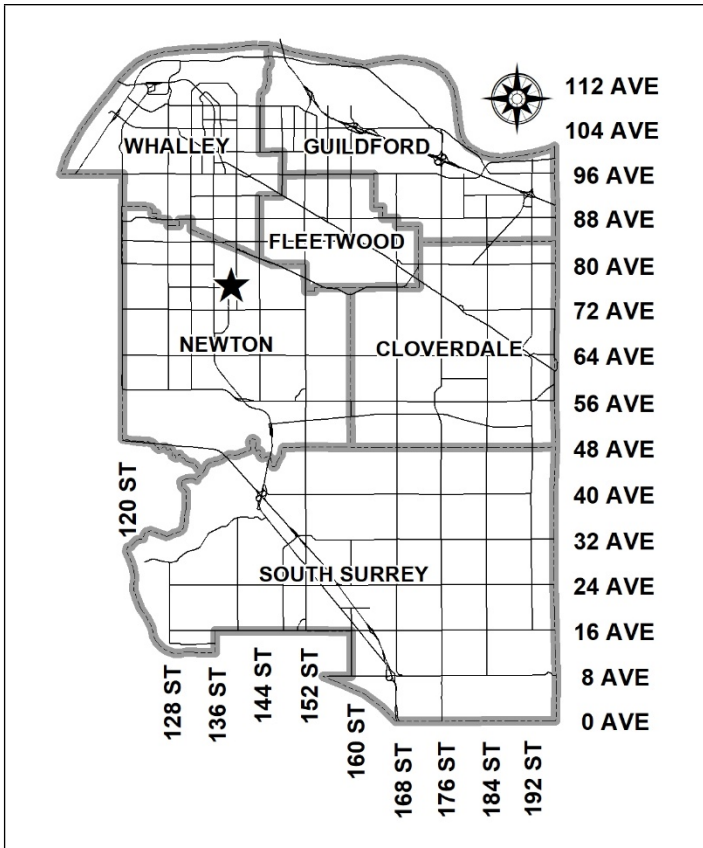 112 AVE
104 AVE
WHALLEY
GUILDFORD
96 AVE
88 AVE
FLEETWOOD
80 AVE
72 AVE
NEWTON
CLOVERDALE
64 AVE
56 AVE
48 AVE
120 ST
40 AVE
32 AVE
SOUTH SURREY
24 AVE
16 AVE
8 AVE
0 AVE
128 ST
136 ST
144 ST
152 ST
160 ST
168 ST
176 ST
184 ST
192 ST